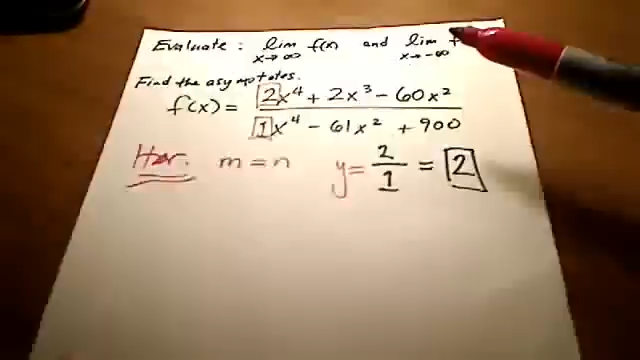 Evaluate: lim f(x) and lim f
x→∞ x→-∞
Find the asymptotes.
f(x) = 2x⁴ + 2x³ - 60x²
1x⁴ - 61x² + 900
Hor. m = n y = 2/1 = 2